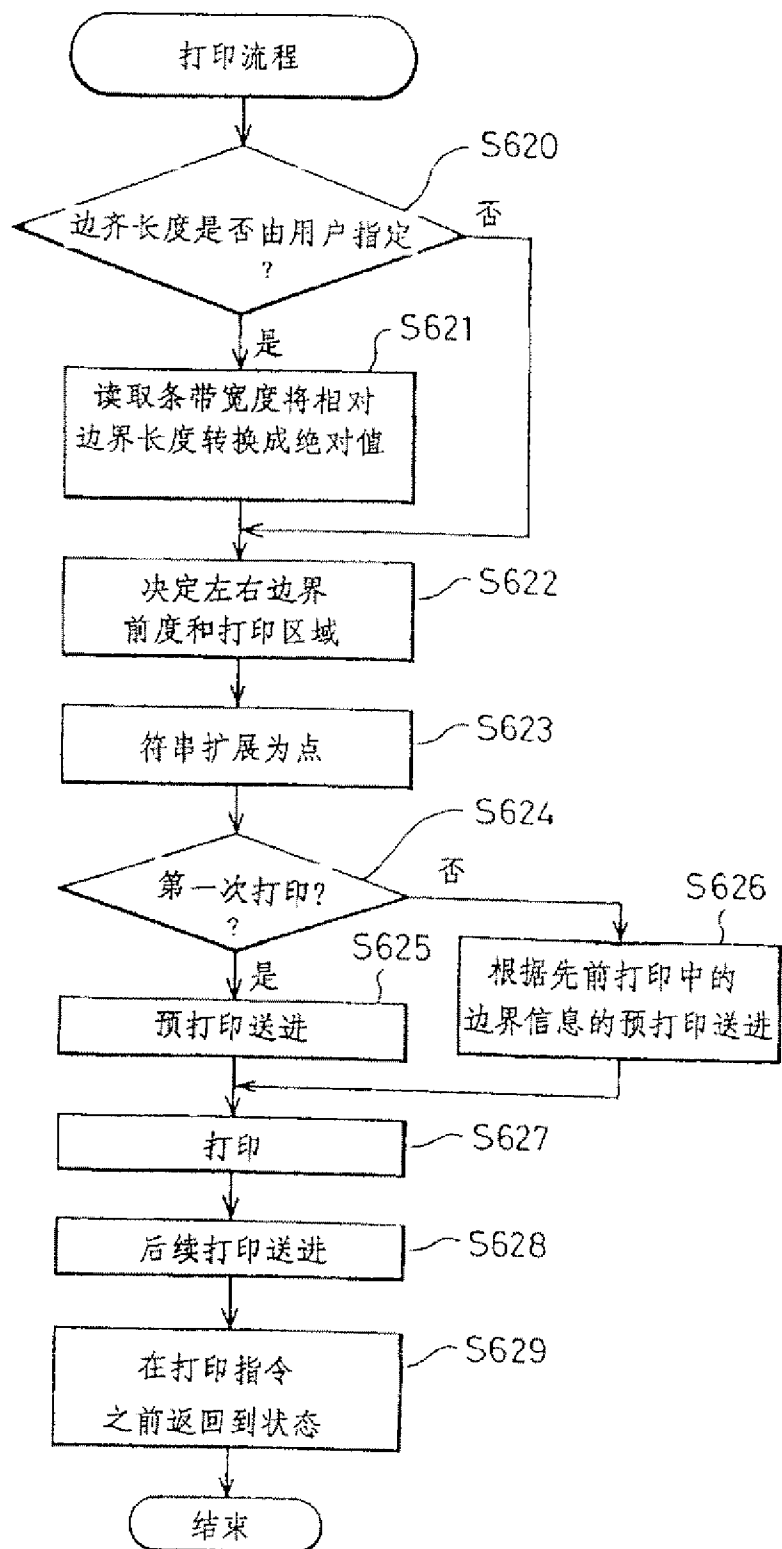 打印流程
S620
边齐长度是否由用户指定
?
否
是
S621
读取条带宽度将相对
边界长度转换成绝对值
决定左右边界
前度和打印区域
S622
符串扩展为点
S623
S624
第一次打印?
?
否
是
S625
预打印送进
S626
根据先前打印中的
边界信息的预打印送进
打印
S627
后续打印送进
S628
在打印指令
之前返回到状态
S629
结束